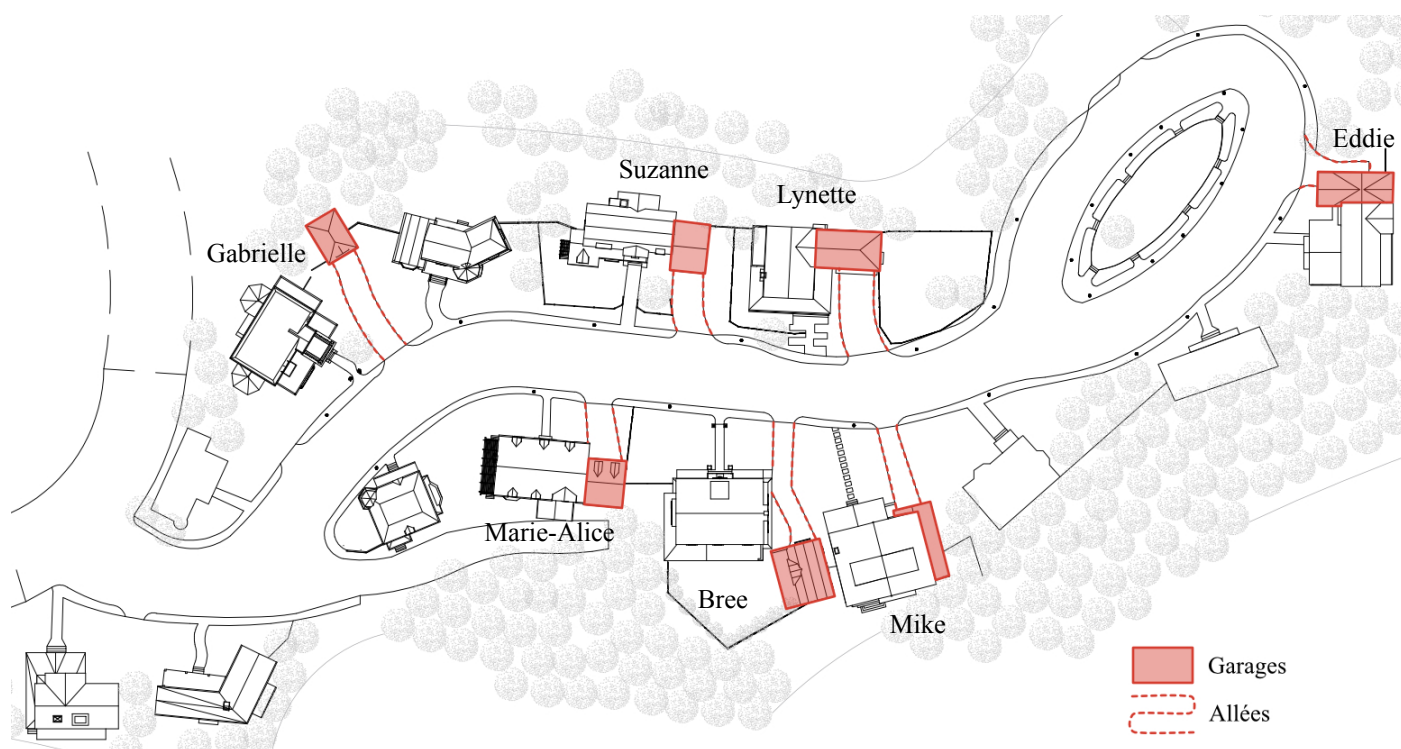 Eddie
Suzanne
Lynette
Gabrielle
Marie-Alice
Bree
Mike
Garages
Allées